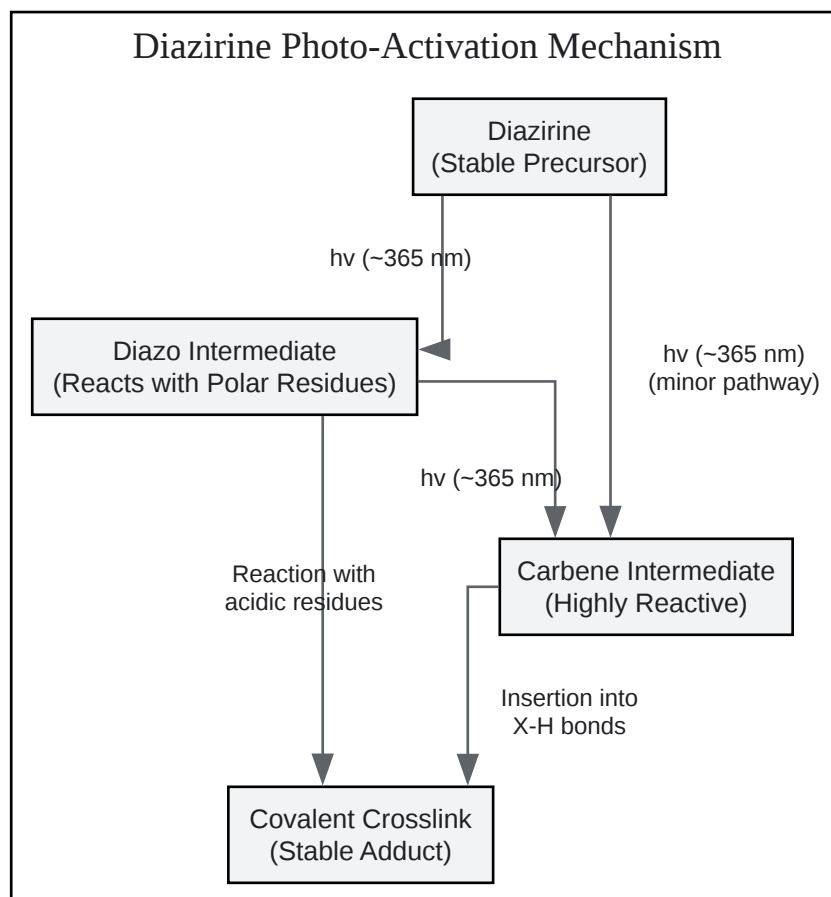 Diazirine Photo-Activation Mechanism
Diazirine
(Stable Precursor)
hv (~365 nm)
Diazo Intermediate
(Reacts with Polar Residues)
hv (~365 nm)
(minor pathway)
hv (~365 nm)
Carbene Intermediate
(Highly Reactive)
Reaction with
acidic residues
Insertion into
X-H bonds
Covalent Crosslink
(Stable Adduct)